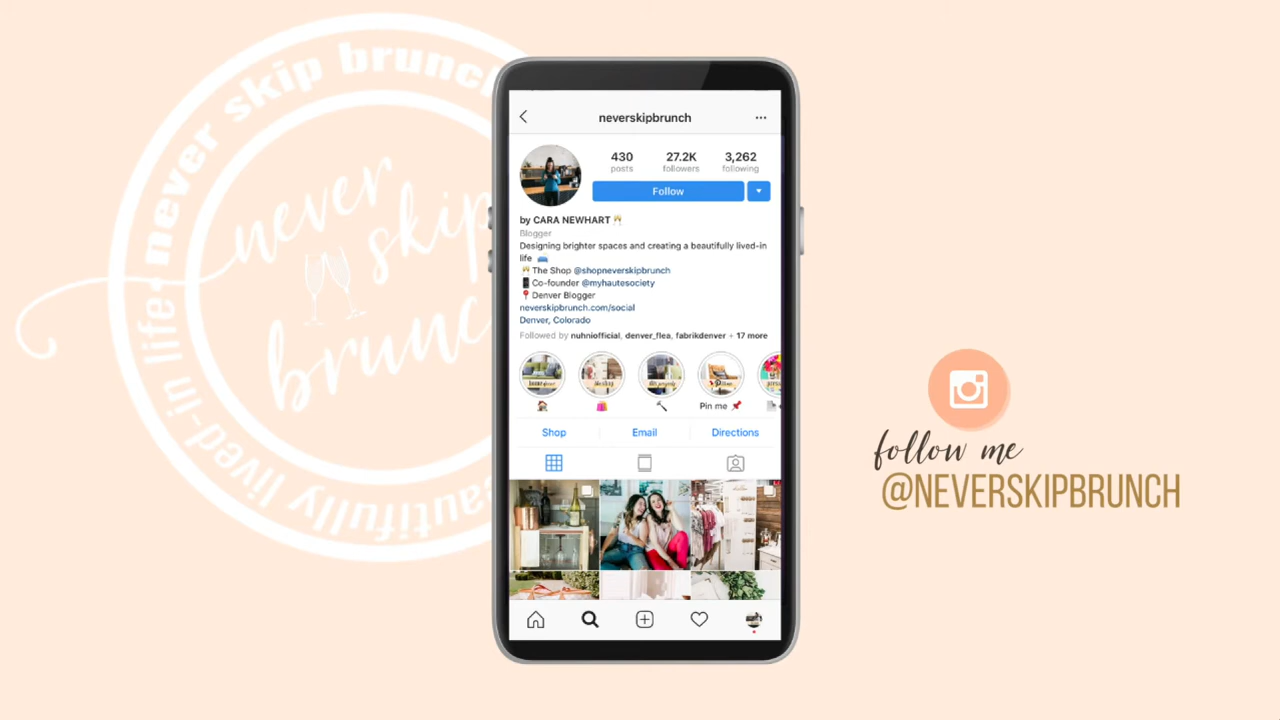 never skip brunch
beautifully lived-in life
never
skip
brunch
neverskipbrunch
430
posts
27.2K
followers
3,262
following
Follow
by CARA NEWHART
Blogger
Designing brighter spaces and creating a beautifully lived-in
life
The Shop @shopneverskipbrunch
Co-founder @myhautesociety
Denver Blogger
neverskipbrunch.com/social
Denver, Colorado
Followed by nuhniofficial, denver_flea, fabrikdenver + 17 more
Pin me
Shop
Email
Directions
follow me
@NEVERSKIPBRUNCH